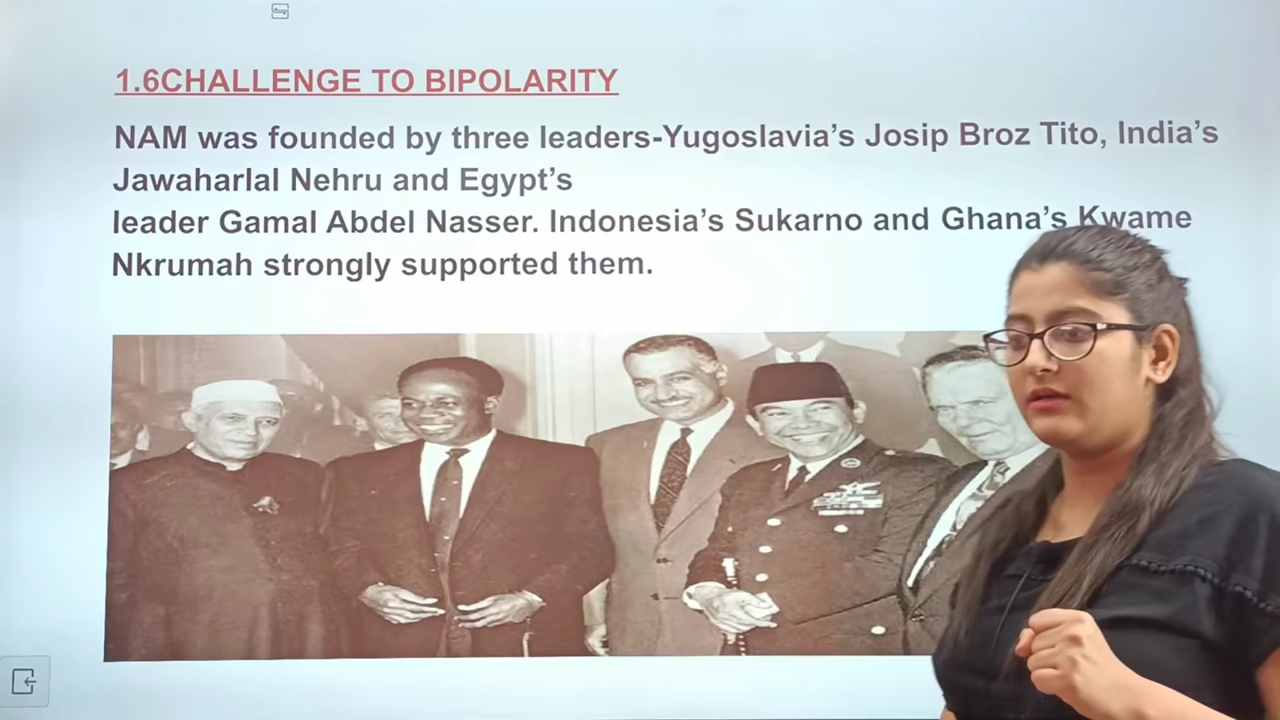 1.6CHALLENGE TO BIPOLARITY
NAM was founded by three leaders-Yugoslavia’s Josip Broz Tito, India’s
Jawaharlal Nehru and Egypt’s
leader Gamal Abdel Nasser. Indonesia’s Sukarno and Ghana’s Kwame
Nkrumah strongly supported them.